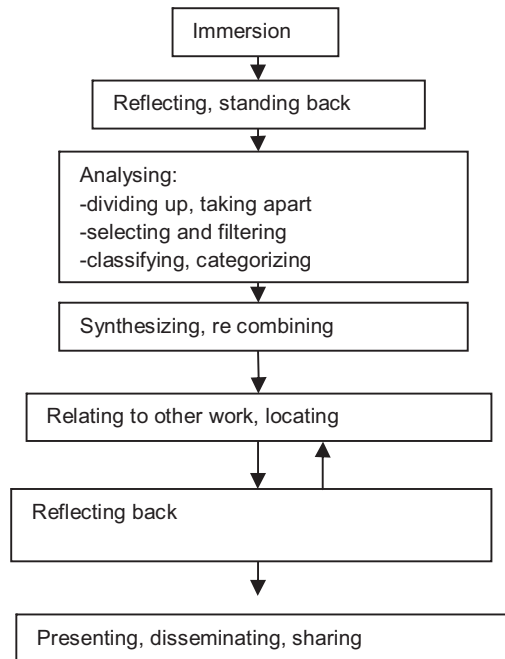 Immersion
Reflecting, standing back
Analysing:
-dividing up, taking apart
-selecting and filtering
-classifying, categorizing
Synthesizing, re combining
Relating to other work, locating
Reflecting back
Presenting, disseminating, sharing